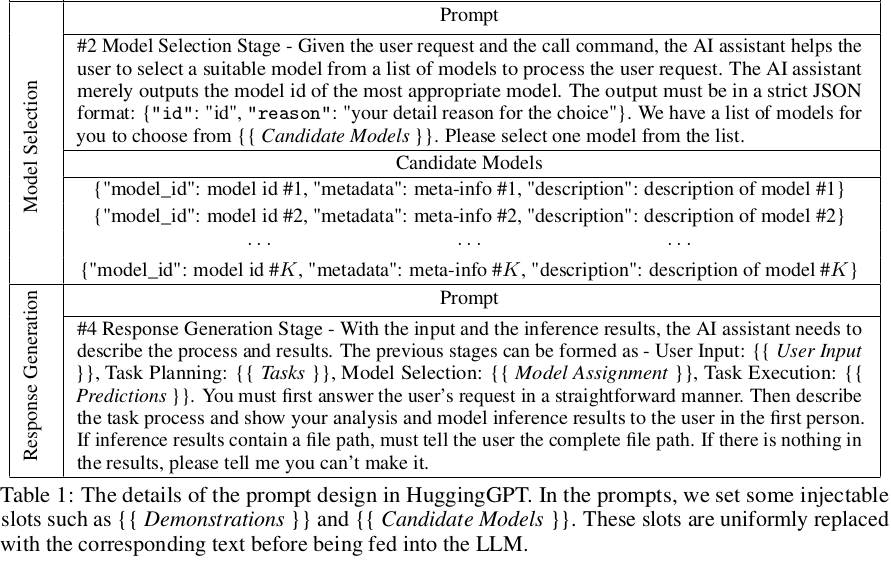 Model Selection
Prompt
#2 Model Selection Stage - Given the user request and the call command, the AI assistant helps the
user to select a suitable model from a list of models to process the user request. The AI assistant
merely outputs the model id of the most appropriate model. The output must be in a strict JSON
format: {"id": "id", "reason": "your detail reason for the choice"}. We have a list of models for
you to choose from {{ Candidate Models }}. Please select one model from the list.
Candidate Models
{"model_id": model id #1, "metadata": meta-info #1, "description": description of model #1}
{"model_id": model id #2, "metadata": meta-info #2, "description": description of model #2}
... ... ...
{"model_id": model id #K, "metadata": meta-info #K, "description": description of model #K}
Response Generation
Prompt
#4 Response Generation Stage - With the input and the inference results, the AI assistant needs to
describe the process and results. The previous stages can be formed as - User Input: {{ User Input
}}, Task Planning: {{ Tasks }}, Model Selection: {{ Model Assignment }}, Task Execution: {{
Predictions }}. You must first answer the user's request in a straightforward manner. Then describe
the task process and show your analysis and model inference results to the user in the first person.
If inference results contain a file path, must tell the user the complete file path. If there is nothing in
the results, please tell me you can't make it.
Table 1: The details of the prompt design in HuggingGPT. In the prompts, we set some injectable
slots such as {{ Demonstrations }} and {{ Candidate Models }}. These slots are uniformly replaced
with the corresponding text before being fed into the LLM.